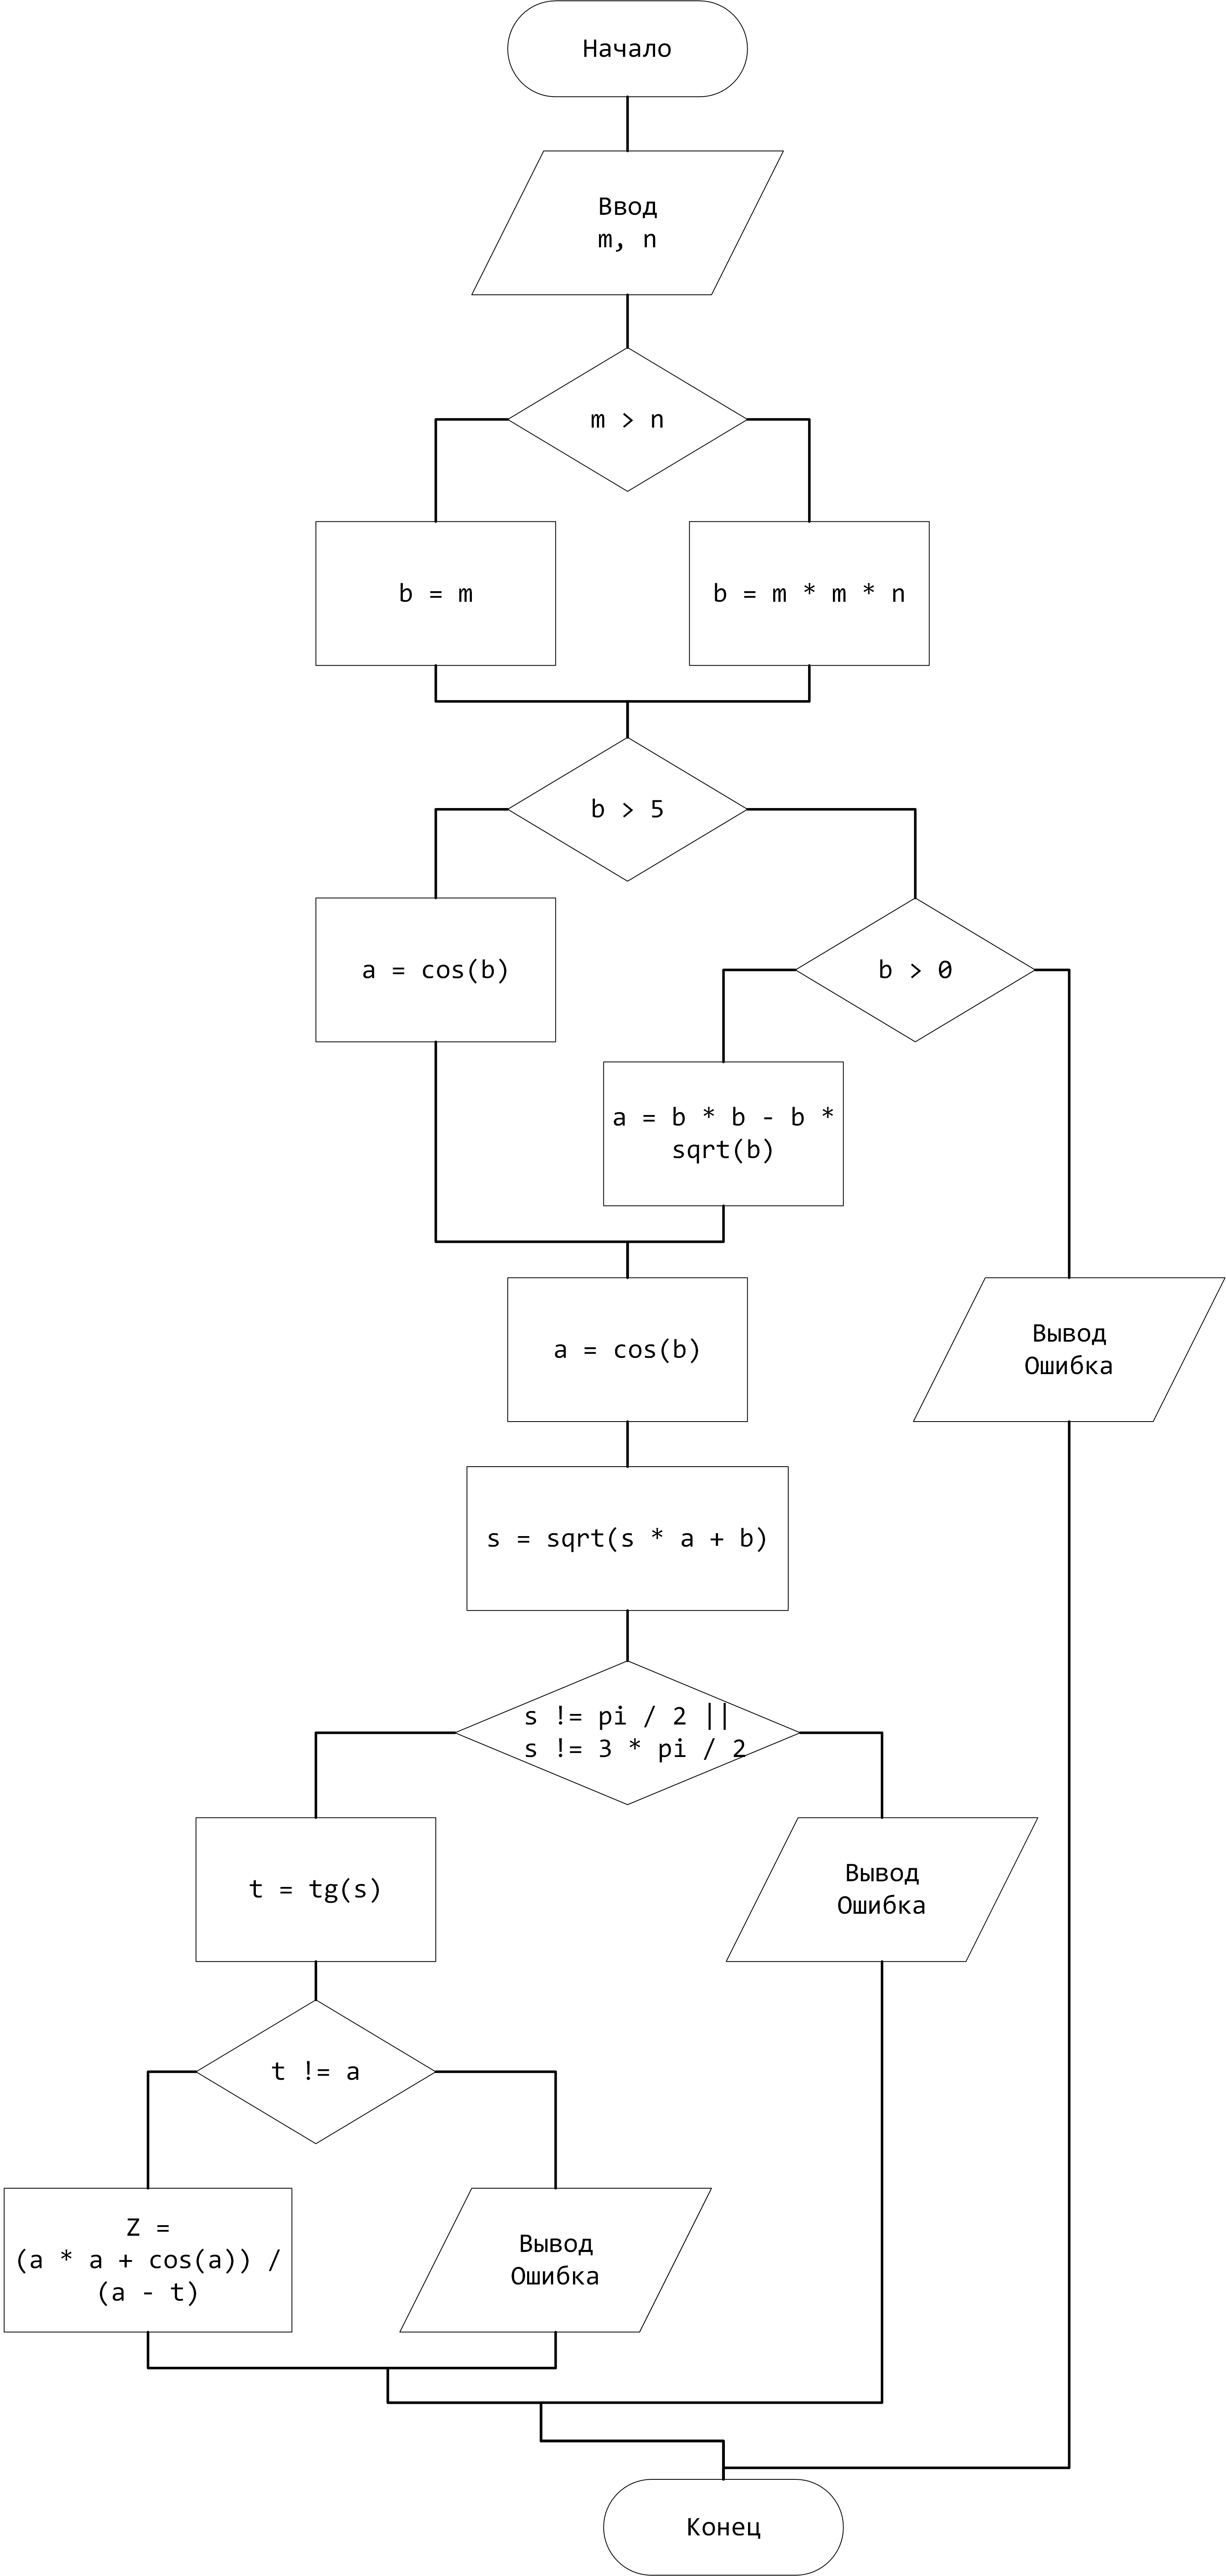 Начало
Ввод
m, n
m > n
b = m
b = m * m * n
b > 5
a = cos(b)
b > 0
a = b * b - b *
sqrt(b)
a = cos(b)
Вывод
Ошибка
s = sqrt(s * a + b)
s != pi / 2 ||
s != 3 * pi / 2
t = tg(s)
Вывод
Ошибка
t != a
Z =
(a * a + cos(a)) /
(a - t)
Вывод
Ошибка
Конец